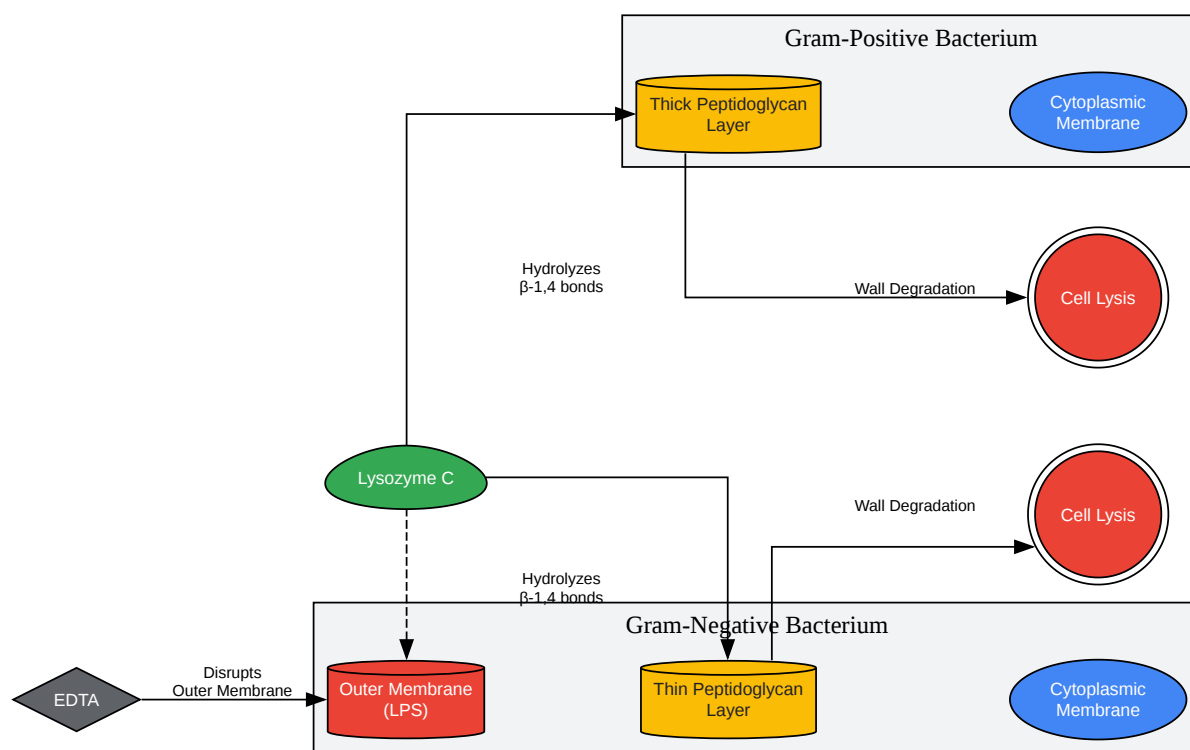 Gram-Positive Bacterium
Thick Peptidoglycan
Layer
Cytoplasmic
Membrane
Hydrolyzes
β-1,4 bonds
Wall Degradation
Cell Lysis
Lysozyme C
Wall Degradation
Cell Lysis
Hydrolyzes
β-1,4 bonds
Gram-Negative Bacterium
Disrupts
Outer Membrane
EDTA
Outer Membrane
(LPS)
Thin Peptidoglycan
Layer
Cytoplasmic
Membrane